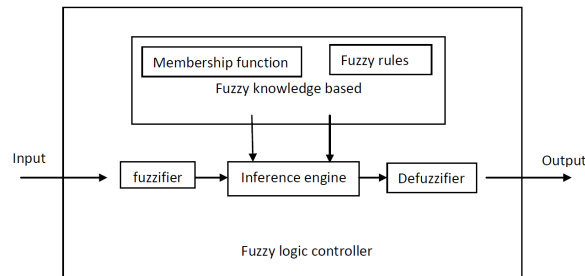 Membership function
Fuzzy rules
Fuzzy knowledge based
Input
fuzzifier
Inference engine
Defuzzifier
Output
Fuzzy logic controller